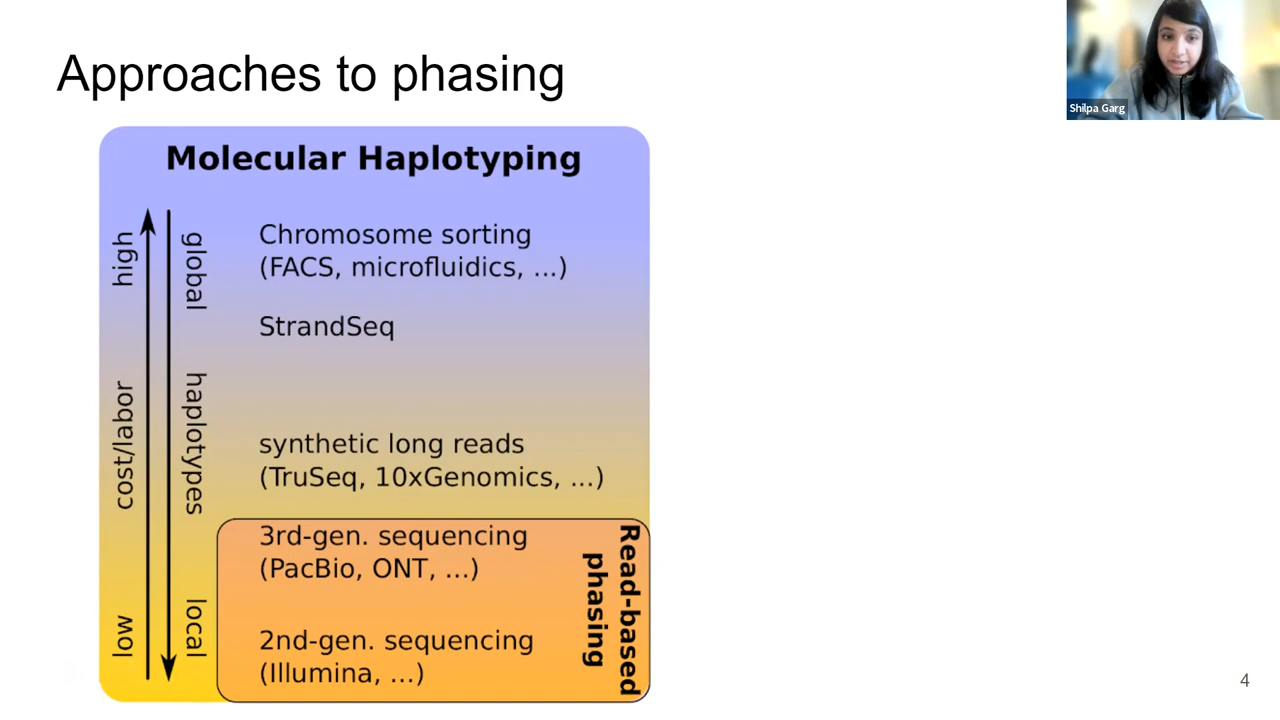 Approaches to phasing
Shilpa Garg
Molecular Haplotyping
high
cost/labor
low
global
haplotypes
local
Chromosome sorting
(FACS, microfluidics, ...)
StrandSeq
synthetic long reads
(TruSeq, 10xGenomics, ...)
3rd-gen. sequencing
(PacBio, ONT, ...)
2nd-gen. sequencing
(Illumina, ...)
Read-based
phasing
4